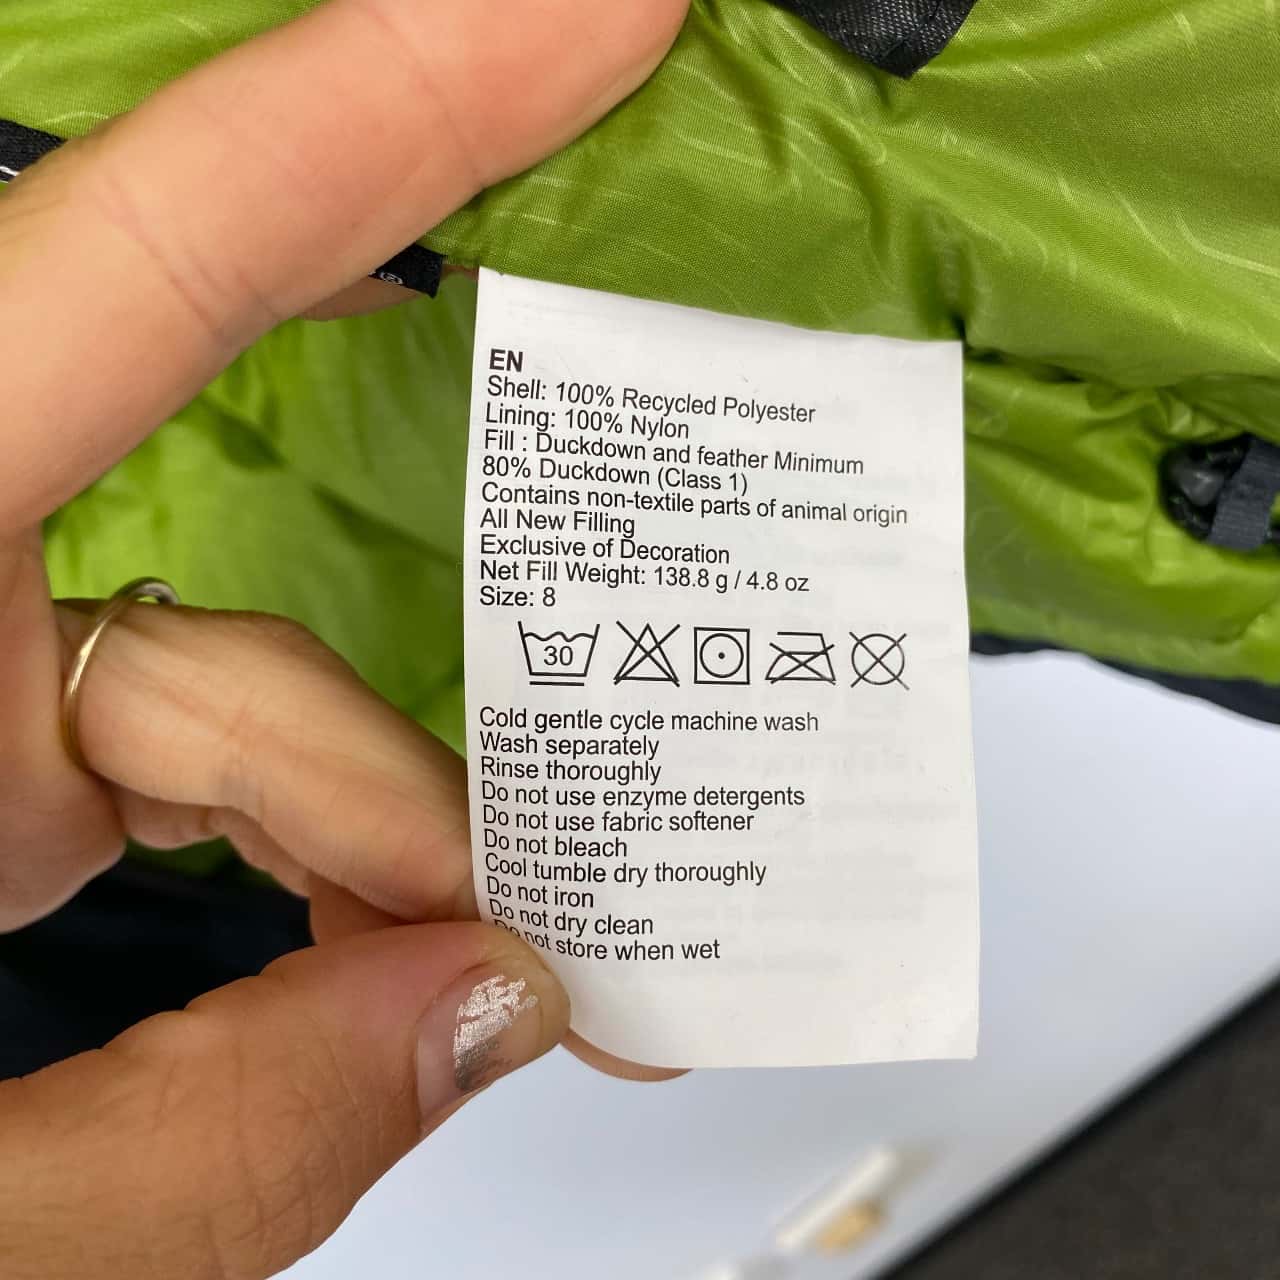 EN
Shell: 100% Recycled Polyester
Lining: 100% Nylon
Fill : Duckdown and feather Minimum
80% Duckdown (Class 1)
Contains non-textile parts of animal origin
All New Filling
Exclusive of Decoration
Net Fill Weight: 138.8 g / 4.8 oz
Size: 8
30
Cold gentle cycle machine wash
Wash separately
Rinse thoroughly
Do not use enzyme detergents
Do not use fabric softener
Do not bleach
Cool tumble dry thoroughly
Do not iron
Do not dry clean
Do not store when wet